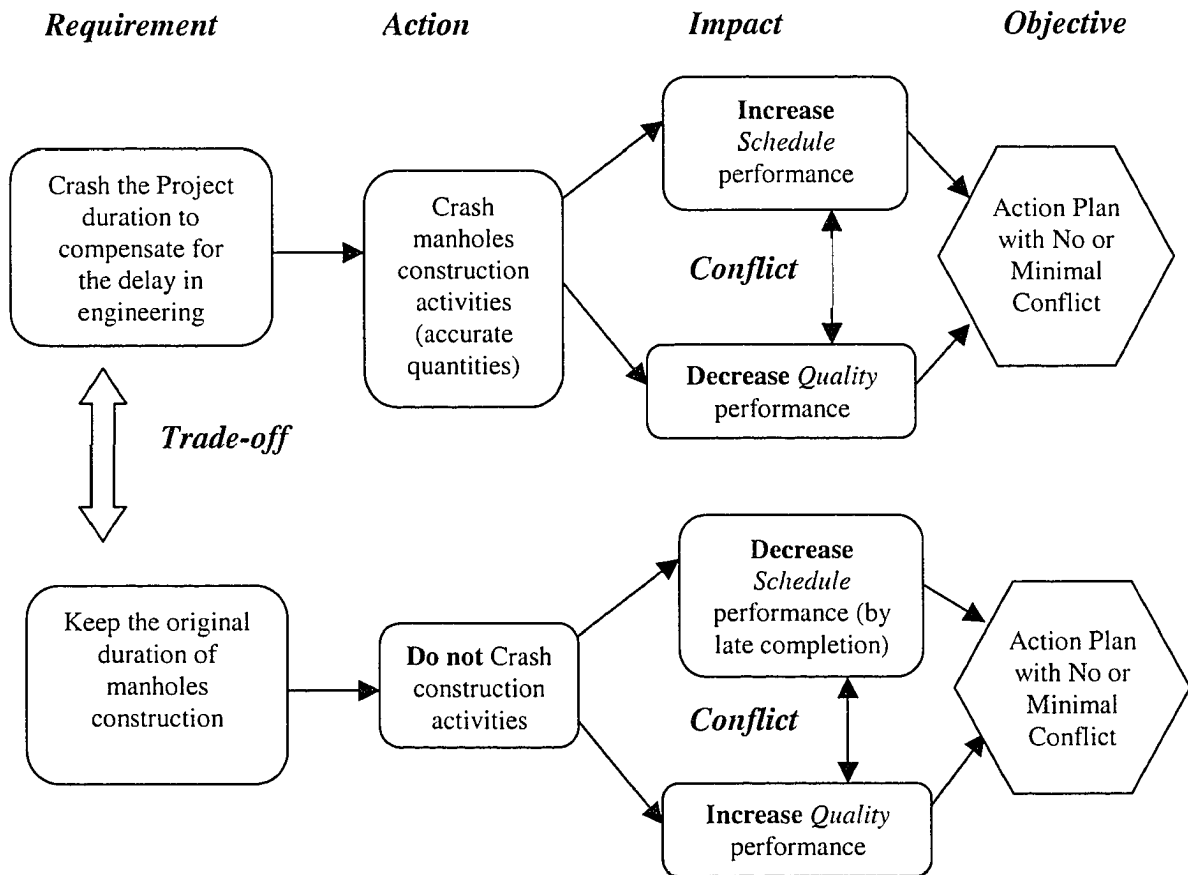 Requirement
Action
Impact
Objective
Crash the Project
duration to
compensate for
the delay in
engineering
Crash
manholes
construction
activities
(accurate
quantities)
Increase
Schedule
performance
Conflict
Decrease Quality
performance
Action Plan
with No or
Minimal
Conflict
Trade-off
Keep the original
duration of
manholes
construction
Do not Crash
construction
activities
Decrease
Schedule
performance (by
late completion)
Conflict
Increase Quality
performance
Action Plan
with No or
Minimal
Conflict